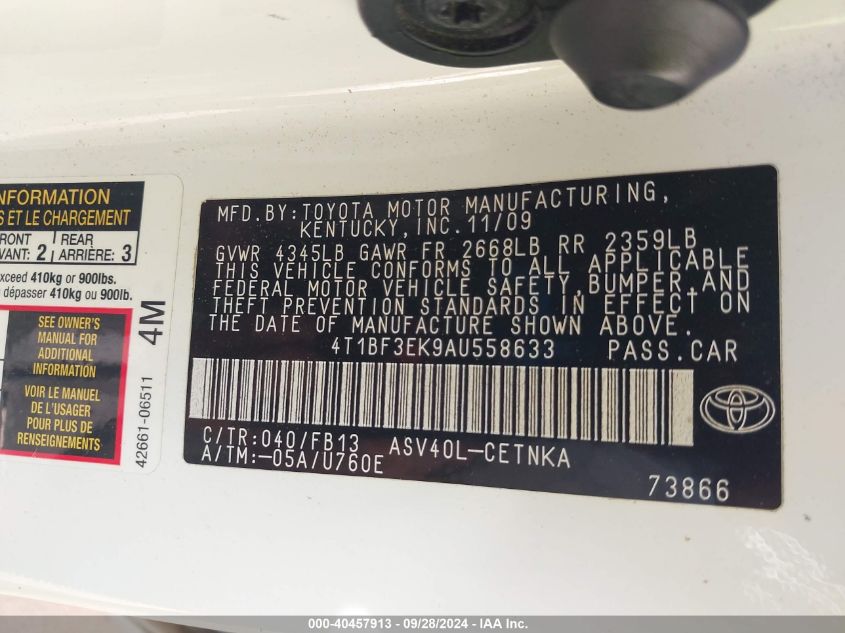 INFORMATION
S ET LE CHARGEMENT
FRONT
VANT: 2
REAR
ARRIÈRE: 3
exceed 410kg or 900lbs.
dépasser 410kg ou 900lb.
SEE OWNER'S
MANUAL FOR
ADDITIONAL
INFORMATION
VOIR LE MANUEL
DE L'USAGER
POUR PLUS DE
RENSEIGNEMENTS
4M
42661-06511
MFD.BY:TOYOTA MOTOR MANUFACTURING,
KENTUCKY,INC.11/09
GVWR 4345LB GAWR FR 2668LB RR 2359LB
THIS VEHICLE CONFORMS TO ALL APPLICABLE
FEDERAL MOTOR VEHICLE SAFETY,BUMPER,AND
THEFT PREVENTION STANDARDS IN EFFECT ON
THE DATE OF MANUFACTURE SHOWN ABOVE.
4T1BF3EK9AU558633 PASS.CAR
C/TR:040/FB13 ASV40L-CETNKA
A/TM:-05A/U760E
73866
000-40457913 - 09/28/2024 - IAA Inc.